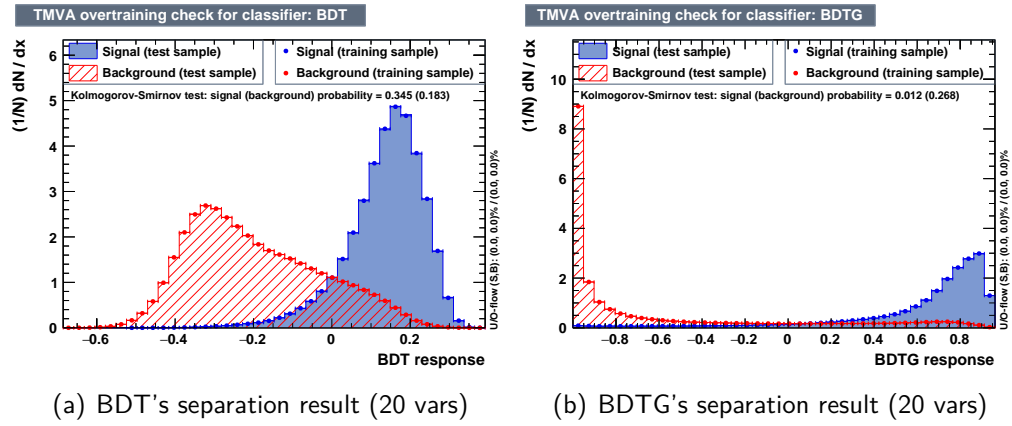 TMVA overtraining check for classifier: BDT
Signal (test sample)
Background (test sample)
Signal (training sample)
Background (training sample)
Kolmogorov-Smirnov test: signal (background) probability = 0.345 (0.183)
(1/N) dN / dx
6
5
4
3
2
1
0
−0.6 −0.4 −0.2 0 0.2
BDT response
U/O-flow (S,B): (0.0, 0.0)% / (0.0, 0.0)%
(a) BDT's separation result (20 vars)
TMVA overtraining check for classifier: BDTG
Signal (test sample)
Background (test sample)
Signal (training sample)
Background (training sample)
Kolmogorov-Smirnov test: signal (background) probability = 0.012 (0.268)
(1/N) dN / dx
10
8
6
4
2
0
−0.8 −0.6 −0.4 −0.2 0 0.2 0.4 0.6 0.8
BDTG response
U/O-flow (S,B): (0.0, 0.0)% / (0.0, 0.0)%
(b) BDTG's separation result (20 vars)